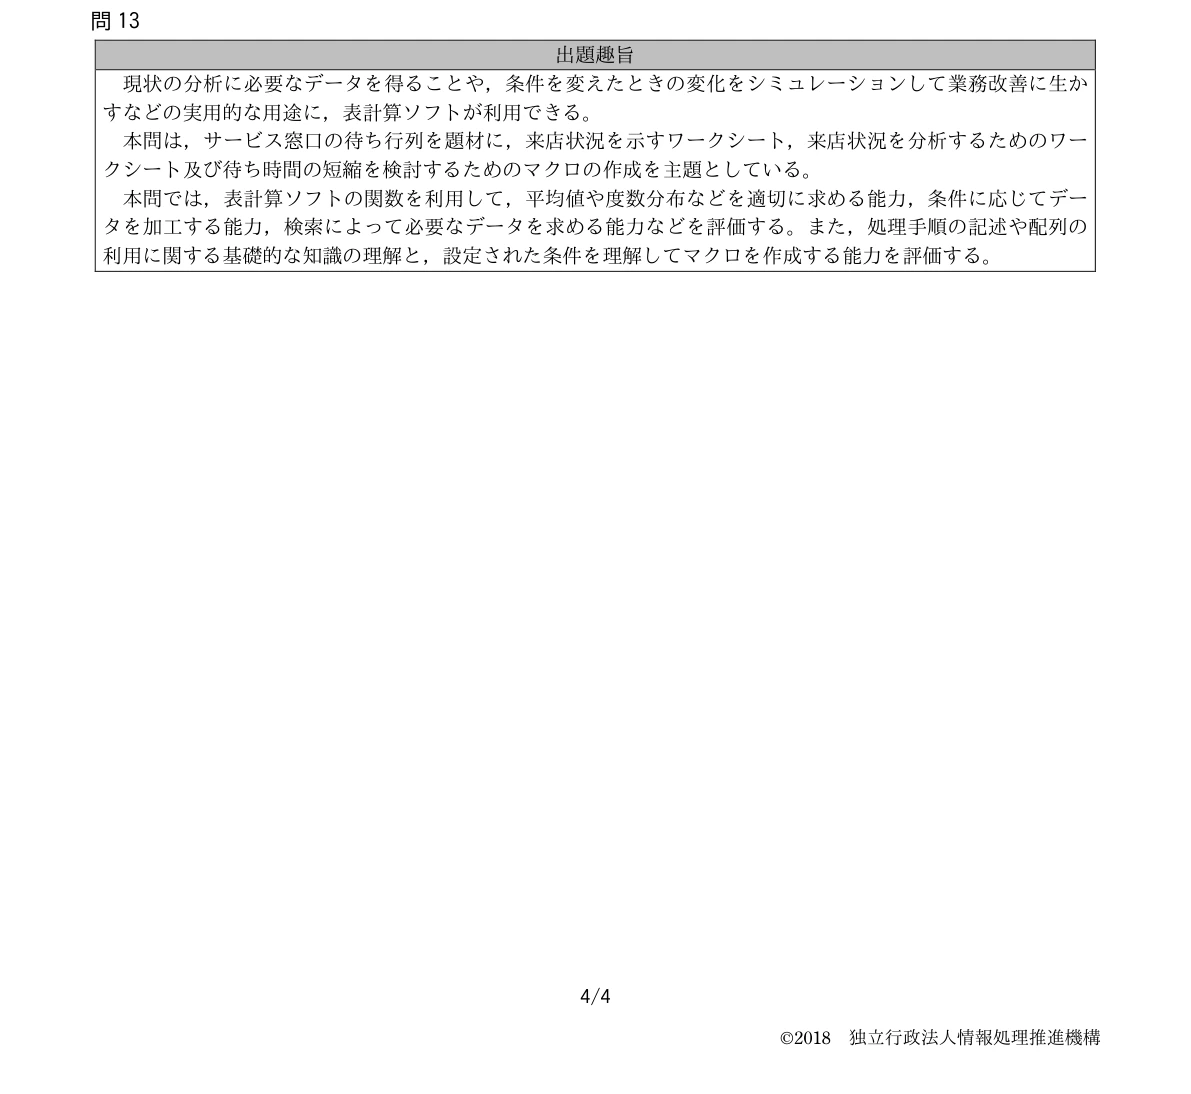 問 13
出題趣旨
現状の分析に必要なデータを得ることや，条件を変えたときの変化をシミュレーションして業務改善に生か
すなどの実用的な用途に，表計算ソフトが利用できる。
本問は，サービス窓口の待ち行列を題材に，来店状況を示すワークシート，来店状況を分析するためのワー
クシート及び待ち時間の短縮を検討するためのマクロの作成を主題としている。
本問では，表計算ソフトの関数を利用して，平均値や度数分布などを適切に求める能力，条件に応じてデー
タを加工する能力，検索によって必要なデータを求める能力などを評価する。また，処理手順の記述や配列の
利用に関する基礎的な知識の理解と，設定された条件を理解してマクロを作成する能力を評価する。
4/4
©2018　独立行政法人情報処理推進機構